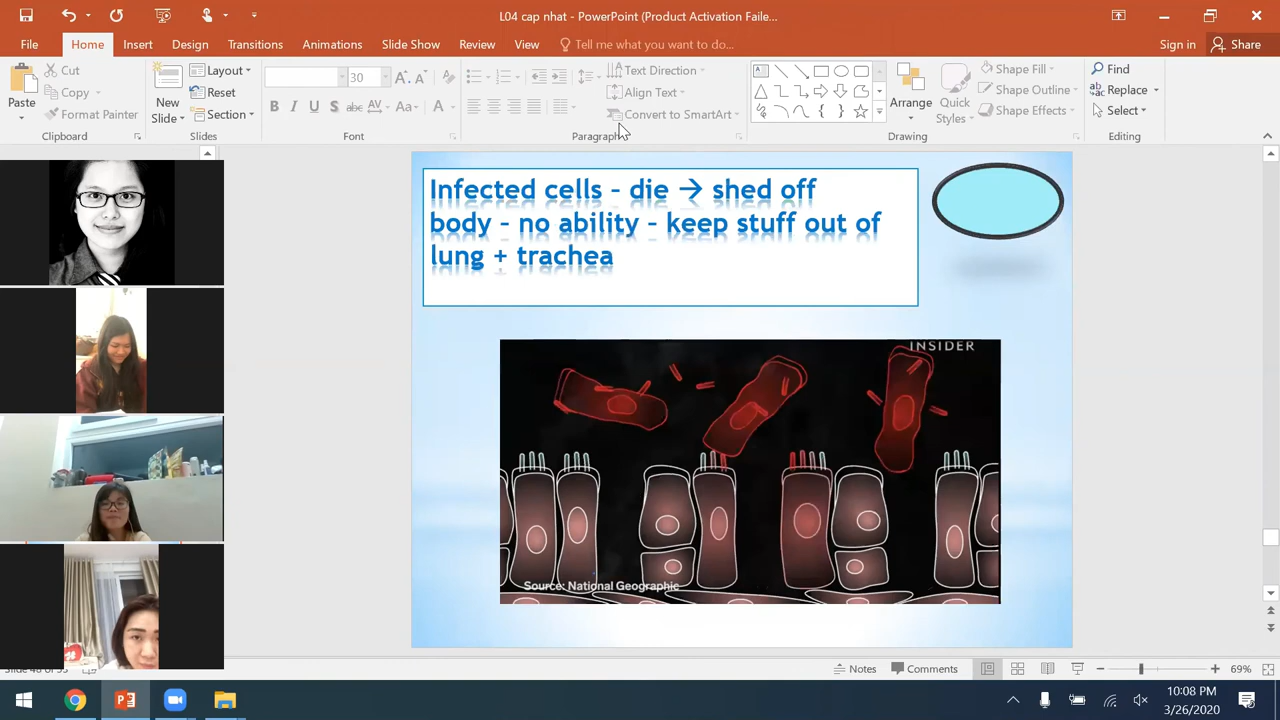 L04 cap nhat - PowerPoint (Product Activation Faile...
File Home Insert Design Transitions Animations Slide Show Review View Tell me what you want to do... Sign in Share
Paste Cut Copy Format Painter
Clipboard
New Slide Layout Reset Section
Slides
30
B I U S abc AV Aa A
Font
Text Direction
Align Text
Convert to SmartArt
Paragraph
Arrange Quick Styles Shape Fill Shape Outline Shape Effects
Drawing
Find
Replace
Select
Editing
Infected cells – die → shed off
body – no ability – keep stuff out of
lung + trachea
INSIDER
Source: National Geographic
Notes Comments 69%
10:08 PM
3/26/2020